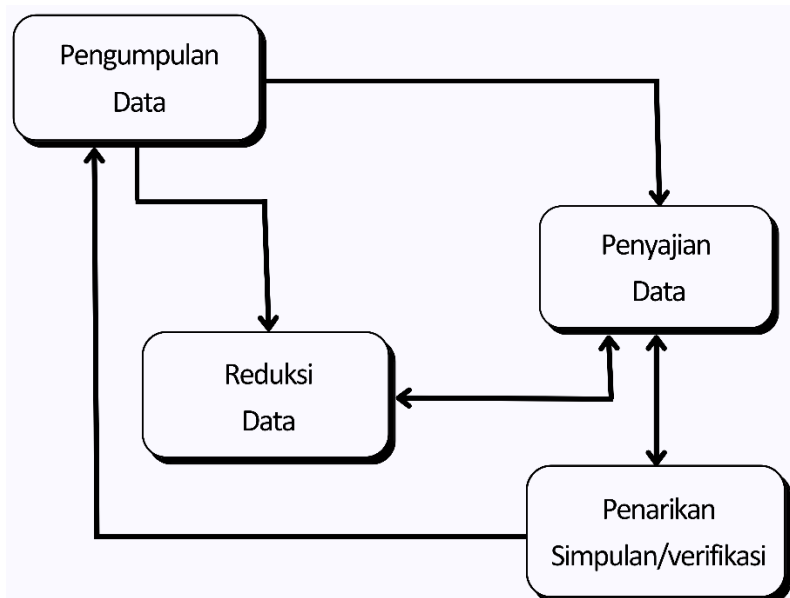 Pengumpulan
Data
Penyajian
Data
Reduksi
Data
Penarikan
Simpulan/verifikasi